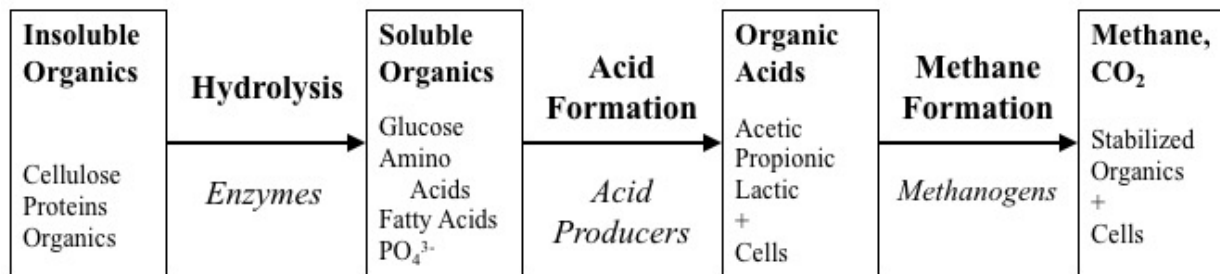 Insoluble
Organics
Cellulose
Proteins
Organics
Hydrolysis
Enzymes
Soluble
Organics
Glucose
Amino
Acids
Fatty Acids
PO₄³⁻
Acid
Formation
Acid
Producers
Organic
Acids
Acetic
Propionic
Lactic
+
Cells
Methane
Formation
Methanogens
Methane,
CO₂
Stabilized
Organics
+
Cells